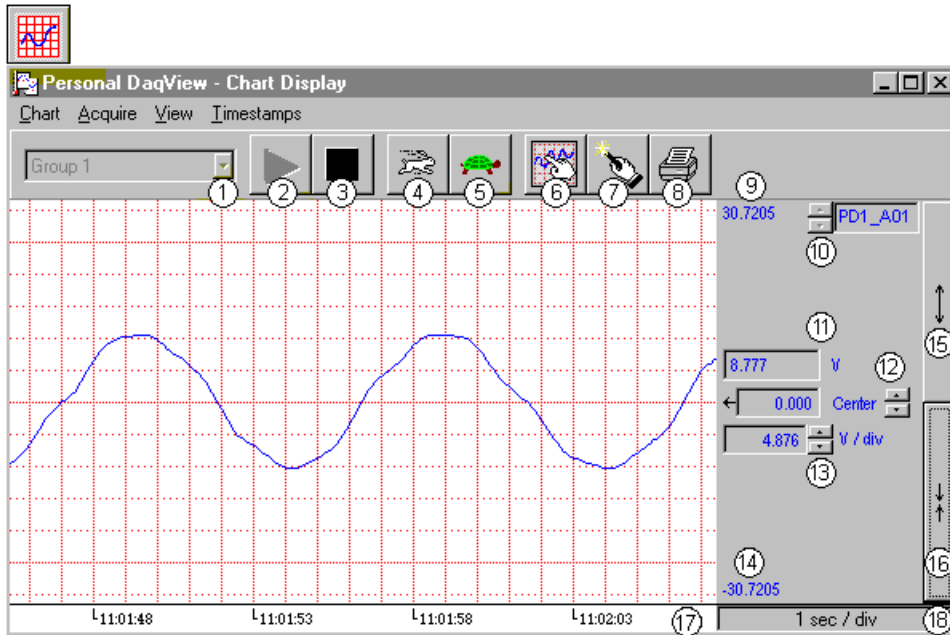 Personal DaqView - Chart Display
Chart Acquire View Timestamps
Group 1
1 2 3 4 5 6 7 8 9
30.7205 PD1_A01
10
11
15
8.777 V 12
0.000 Center
4.876 V / div
13
14 16
-30.7205
11:01:48 11:01:53 11:01:58 11:02:03 17 1 sec / div 18